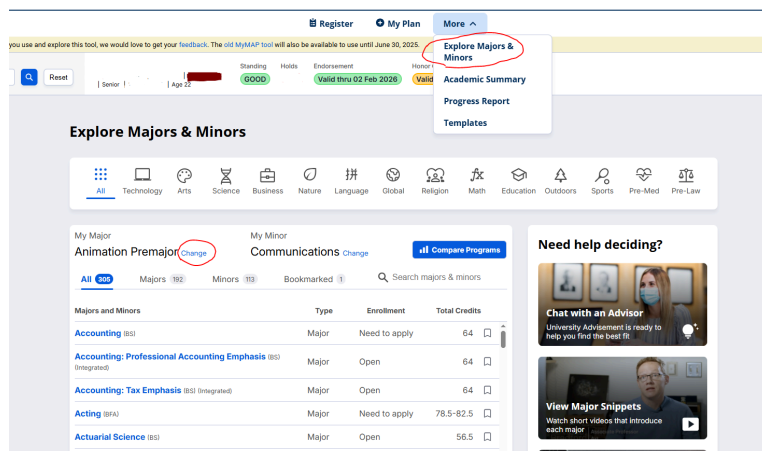 Register
My Plan
More
you use and explore this tool, we would love to get your feedback. The old MyMAP tool will also be available to use until June 30, 2025.
Explore Majors &
Minors
Academic Summary
Progress Report
Templates
Reset
| Senior |
| Age 22
Standing
GOOD
Holds
Endorsement
Valid thru 02 Feb 2026
Honor
Valid
Explore Majors & Minors
All
Technology
Arts
Science
Business
Nature
Language
Global
Religion
Math
Education
Outdoors
Sports
Pre-Med
Pre-Law
My Major
Animation Premajor Change
My Minor
Communications Change
Compare Programs
All 305
Majors 192
Minors 113
Bookmarked 1
Search majors & minors
Majors and Minors Type Enrollment Total Credits
Accounting (BS) Major Need to apply 64
Accounting: Professional Accounting Emphasis (BS)
(Integrated) Major Open 64
Accounting: Tax Emphasis (BS) (Integrated) Major Open 64
Acting (BFA) Major Need to apply 78.5-82.5
Actuarial Science (BS) Major Open 56.5
Need help deciding?
Chat with an Advisor
University Advisement is ready to
help you find the best fit
View Major Snippets
Watch short videos that introduce
each major